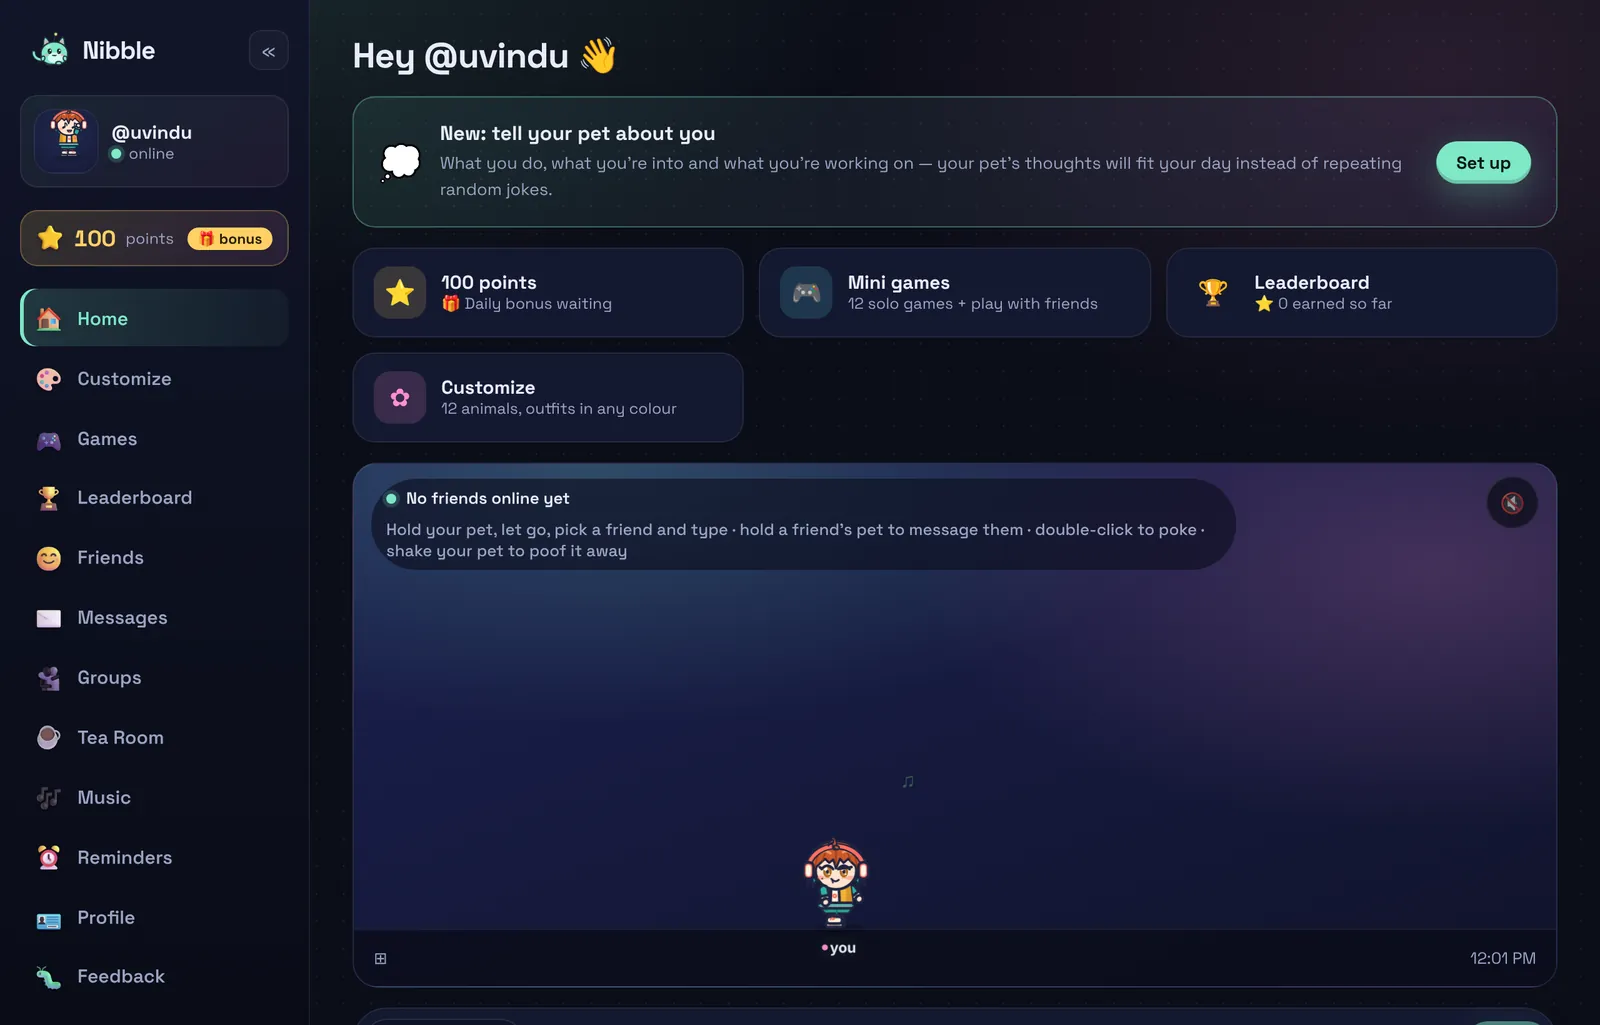 Nibble
«
@uvindu
online
100 points 🎁 bonus
Home
Customize
Games
Leaderboard
Friends
Messages
Groups
Tea Room
Music
Reminders
Profile
Feedback
Hey @uvindu 👋
New: tell your pet about you
What you do, what you're into and what you're working on — your pet's thoughts will fit your day instead of repeating
random jokes.
Set up
100 points
🎁 Daily bonus waiting
Mini games
12 solo games + play with friends
Leaderboard
⭐ 0 earned so far
Customize
12 animals, outfits in any colour
No friends online yet
Hold your pet, let go, pick a friend and type · hold a friend's pet to message them · double-click to poke ·
shake your pet to poof it away
you
12:01 PM